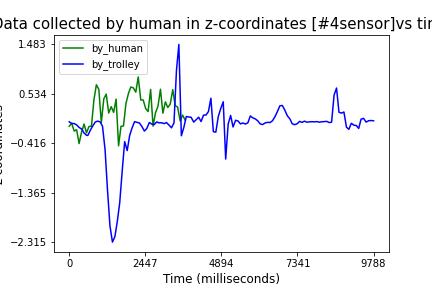 Data collected by human in z-coordinates [#4sensor]vs
by_human
by_trolley
1.483
0.534
-0.416
-1.365
-2.315
0
2447
4894
7341
9788
Time (milliseconds)